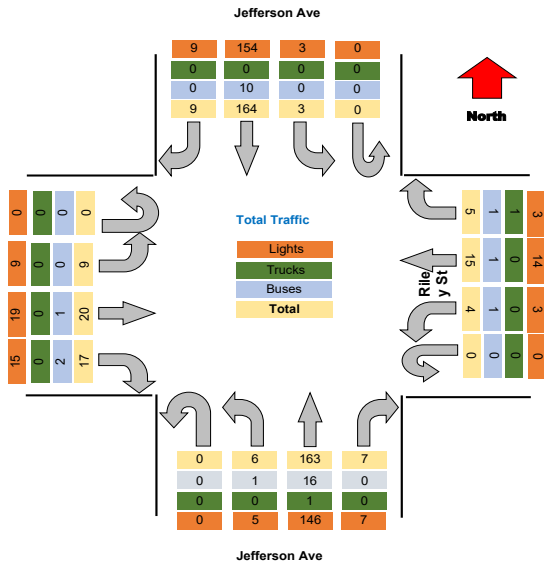 Jefferson Ave
9 154 3 0
0 0 0 0
0 10 0 0
9 164 3 0
North
0 0 0 0
9 0 0 9
19 0 1 20
15 0 2 17
Total Traffic
Lights
Trucks
Buses
Total
Rile
y St
5 1 1 3
15 1 0 14
4 1 0 3
0 0 0 0
0 6 163 7
0 1 16 0
0 0 1 0
0 5 146 7
Jefferson Ave